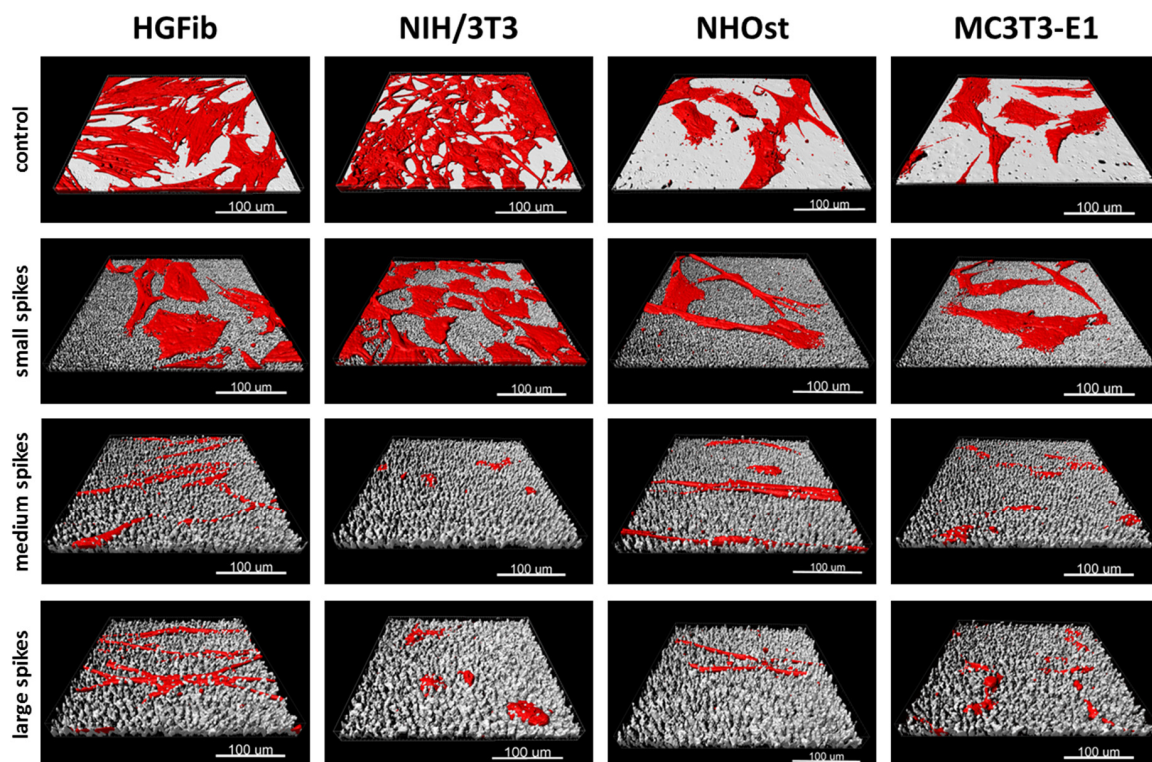 HGFib NIH/3T3 NHOst MC3T3-E1
control
100 um 100 um 100 um 100 um
small spikes
100 um 100 um 100 um 100 um
medium spikes
100 um 100 um 100 um 100 um
large spikes
100 um 100 um 100 um 100 um